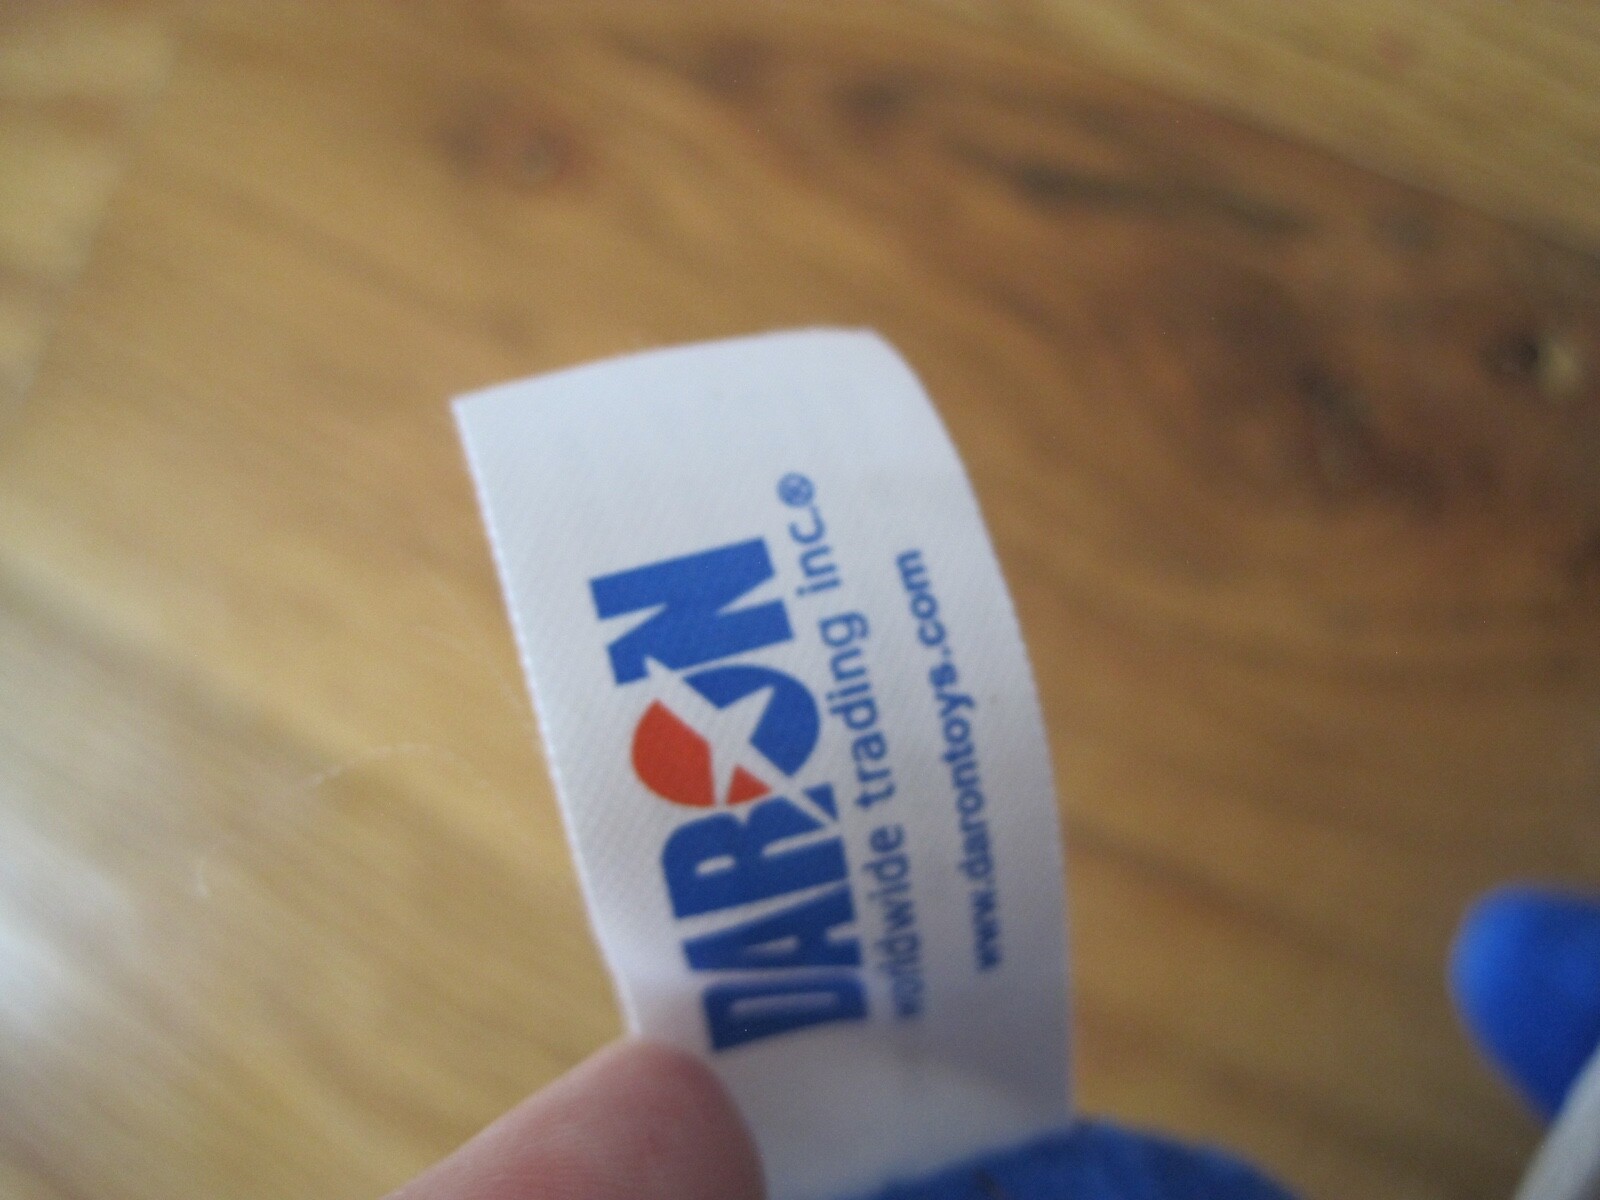 DARON
worldwide trading inc.®
www.darontoys.com